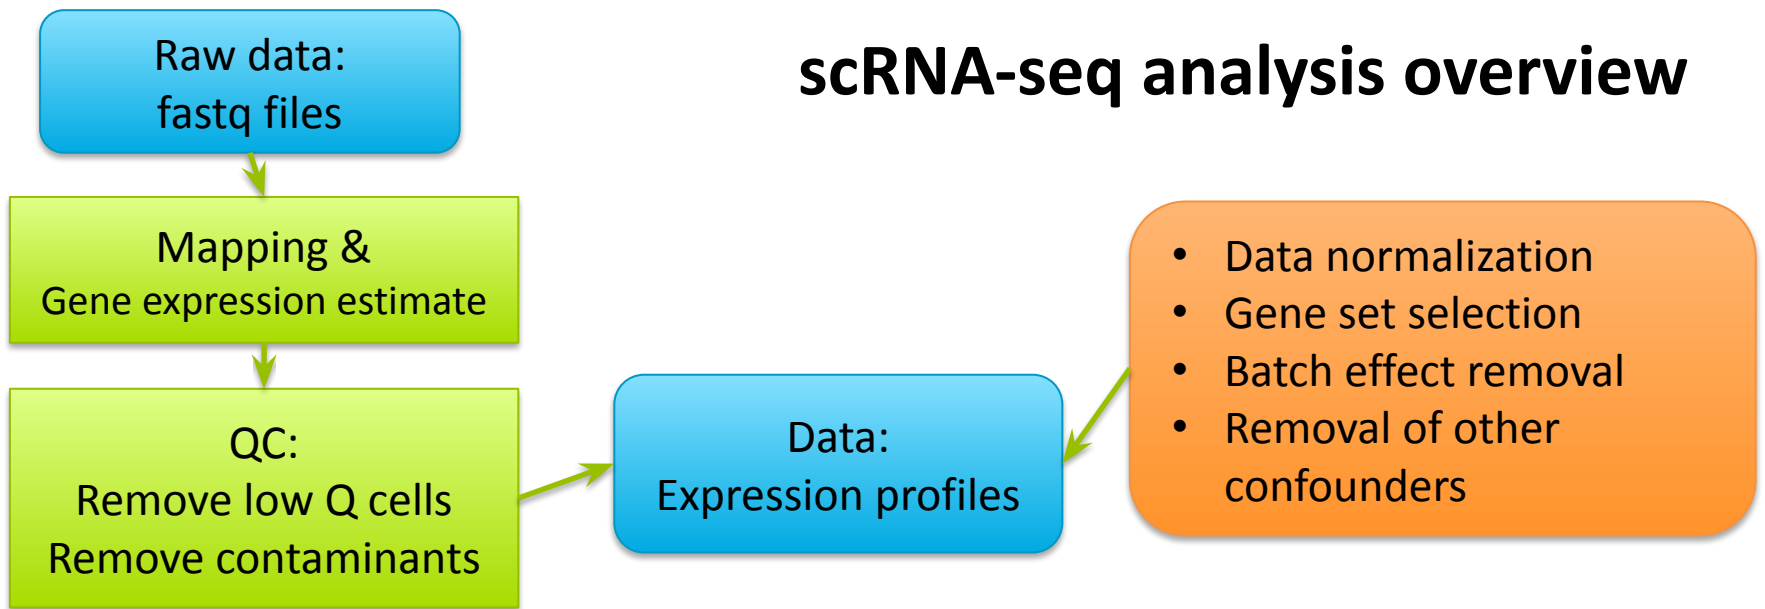 scRNA-seq analysis overview
Raw data:
fastq files
Mapping &
Gene expression estimate
QC:
Remove low Q cells
Remove contaminants
Data:
Expression profiles
• Data normalization
• Gene set selection
• Batch effect removal
• Removal of other
confounders